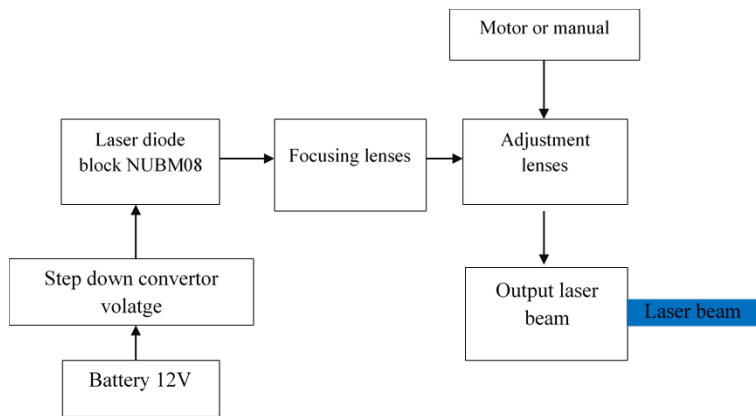 Motor or manual
Laser diode
block NUBM08
Focusing lenses
Adjustment
lenses
Step down convertor
volatge
Output laser
beam
Laser beam
Battery 12V